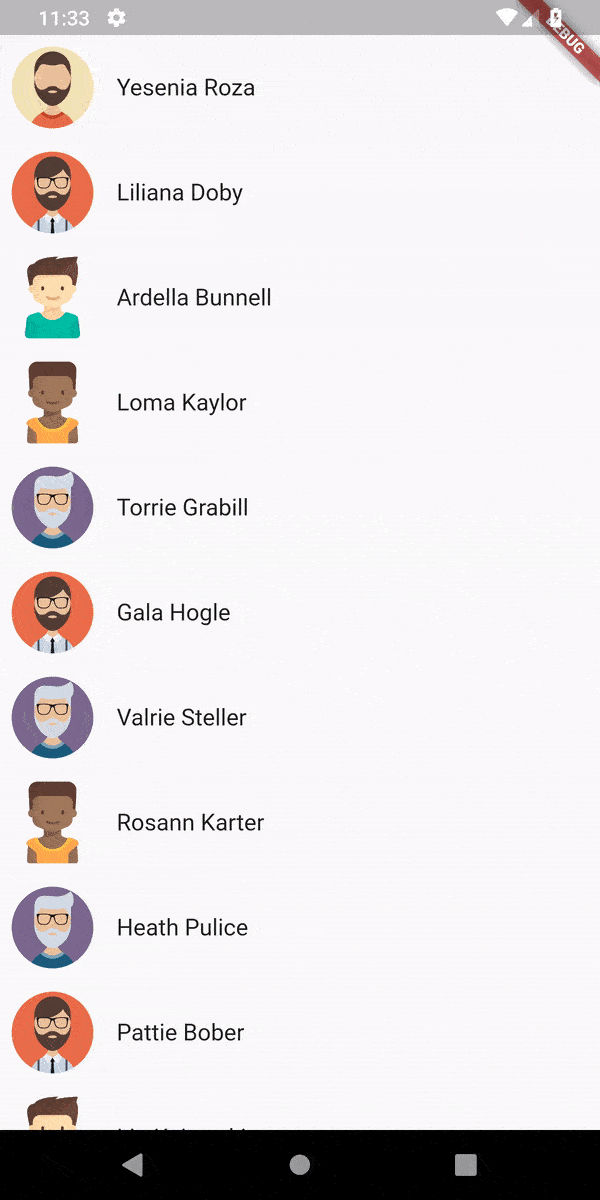 11:33
DEBUG
Yesenia Roza
Liliana Doby
Ardella Bunnell
Loma Kaylor
Torrie Grabill
Gala Hogle
Valrie Steller
Rosann Karter
Heath Pulice
Pattie Bober